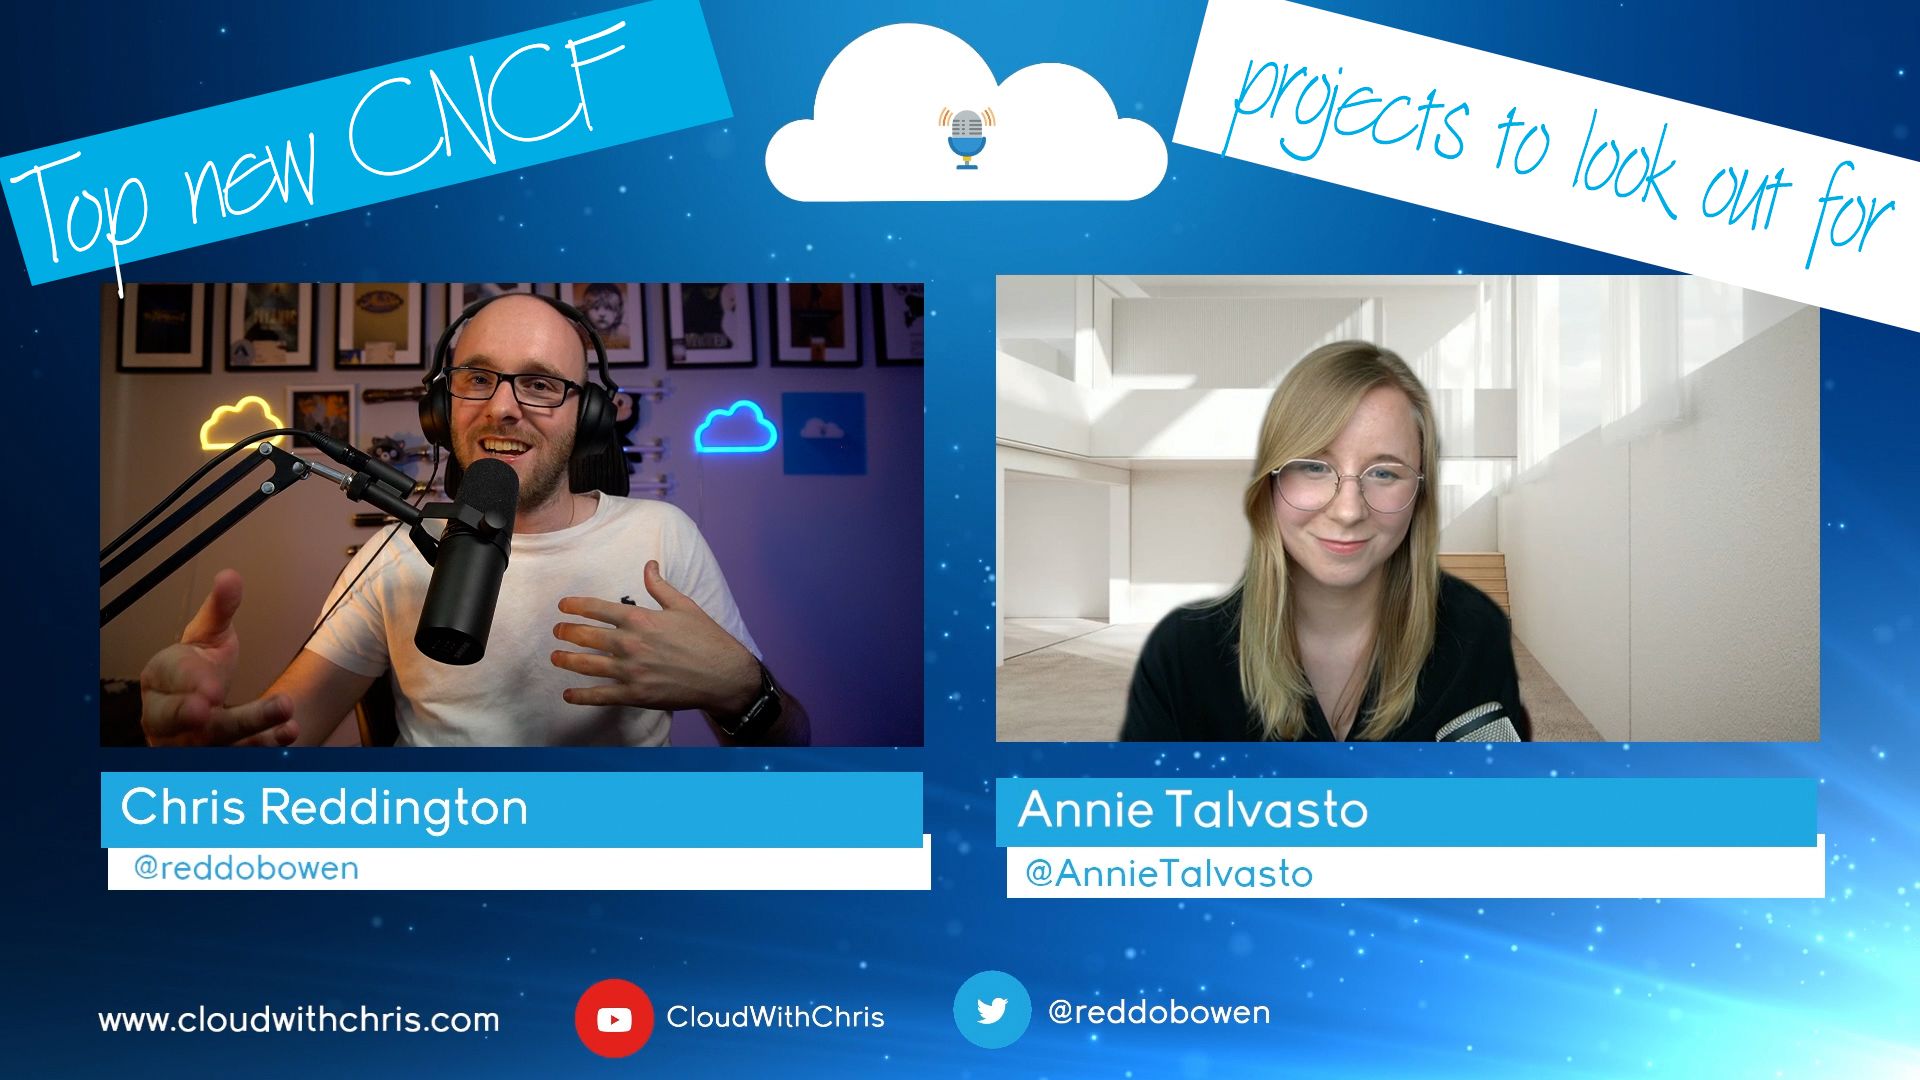 Top new CNCF
projects to look out for
Chris Reddington
@reddobowen
Annie Talvasto
@AnnieTalvasto
www.cloudwithchris.com
CloudWithChris
@reddobowen